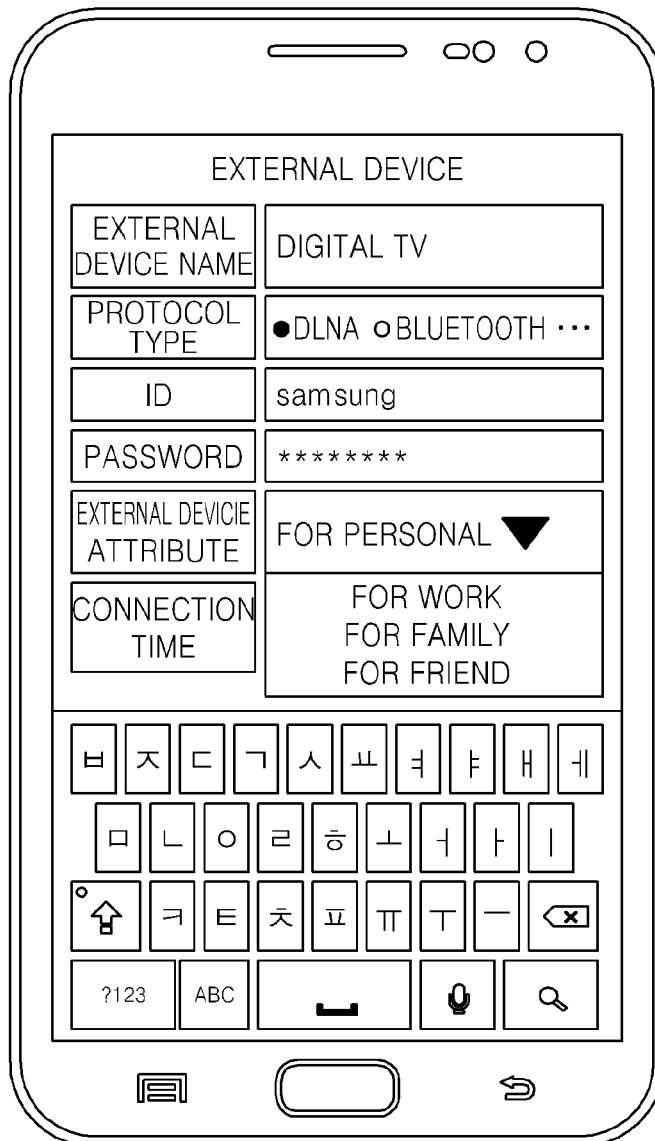 EXTERNAL DEVICE
EXTERNAL
DEVICE NAME
DIGITAL TV
PROTOCOL
TYPE
●DLNA ○BLUETOOTH ···
ID
samsung
PASSWORD
********
EXTERNAL DEVICIE
ATTRIBUTE
FOR PERSONAL ▼
CONNECTION
TIME
FOR WORK
FOR FAMILY
FOR FRIEND
ㅂ ㅈ ㄷ ㄱ ㅅ ㅛ ㅕ ㅑ ㅐ ㅔ
ㅁ ㄴ ㅇ ㄹ ㅎ ㅗ ㅓ ㅏ ㅣ
ㅋ ㅌ ㅊ ㅍ ㅠ ㅜ ㅡ
?123 ABC